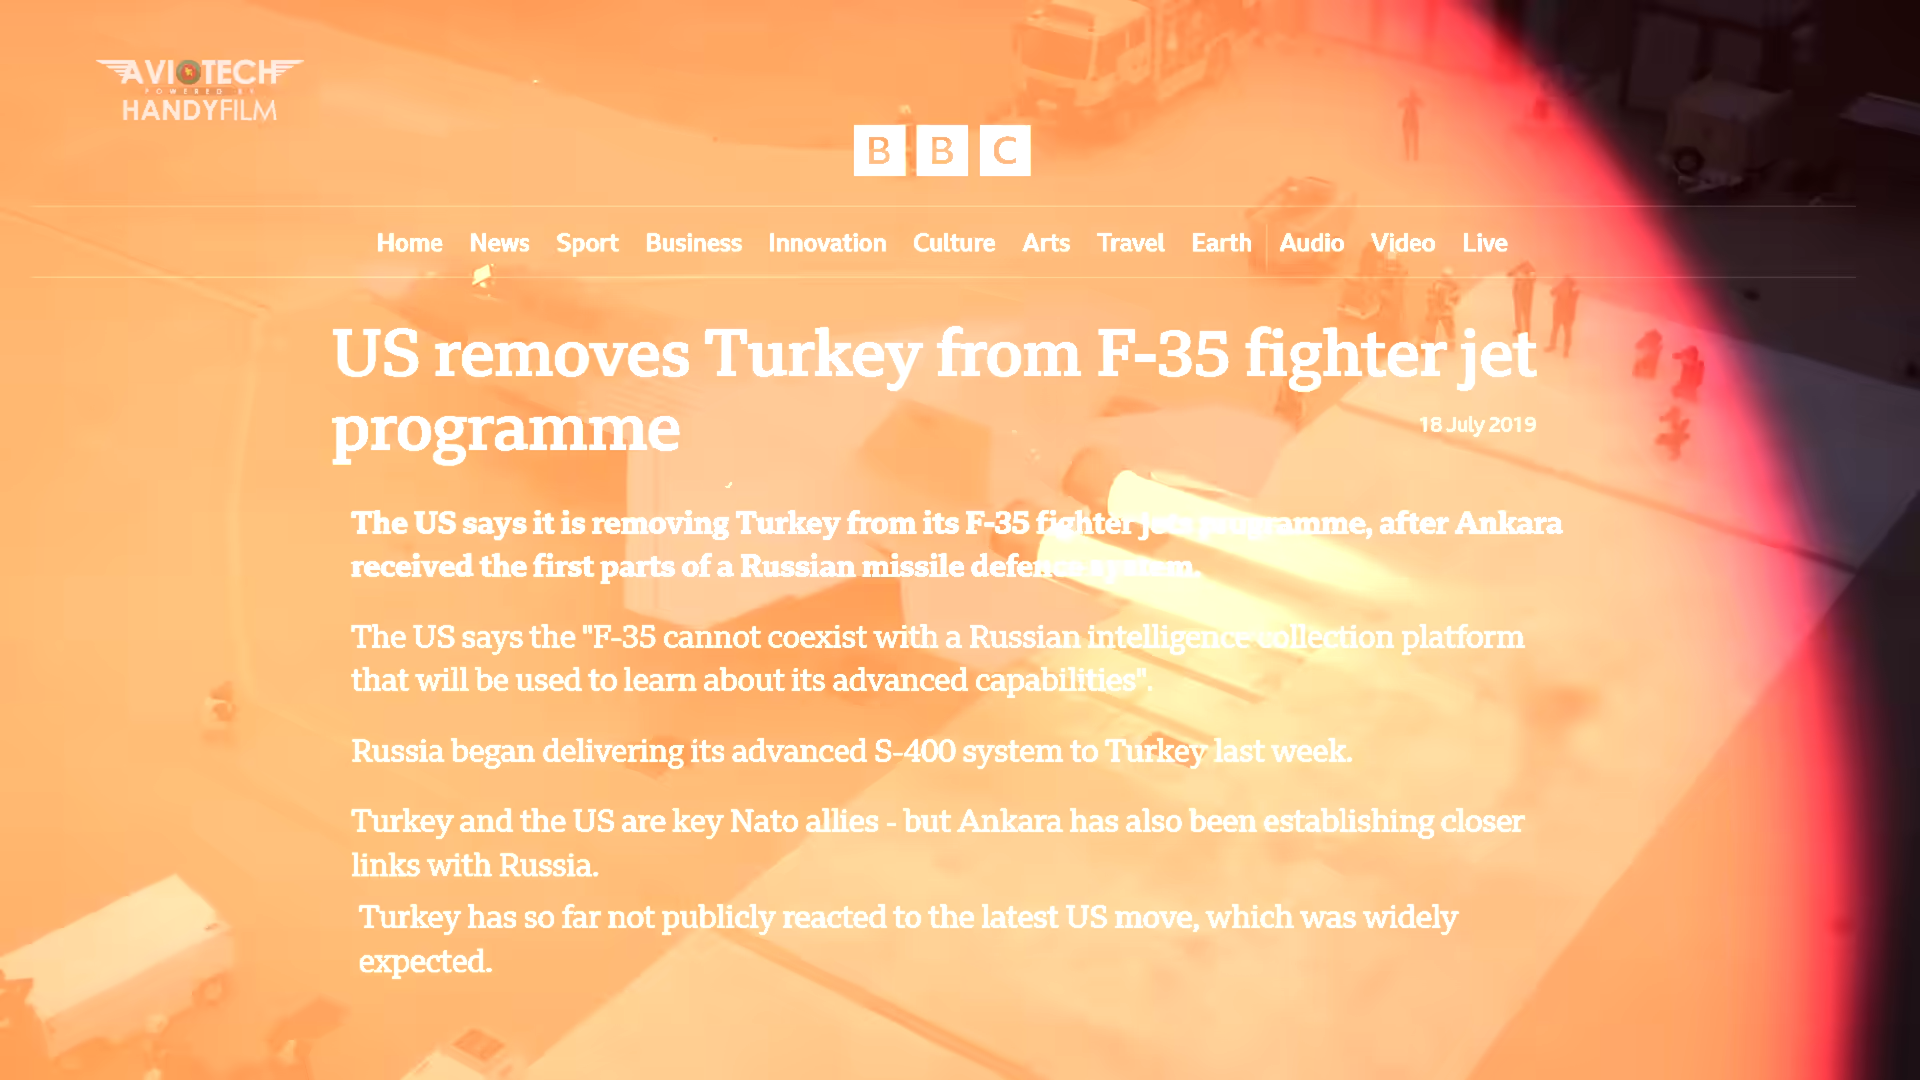 AVIOTECH
POWERED BY
HANDYFILM
BBC
Home News Sport Business Innovation Culture Arts Travel Earth Audio Video Live
US removes Turkey from F-35 fighter jet
programme
18 July 2019
The US says it is removing Turkey from its F-35 fighter jets programme, after Ankara
received the first parts of a Russian missile defence system.
The US says the "F-35 cannot coexist with a Russian intelligence collection platform
that will be used to learn about its advanced capabilities".
Russia began delivering its advanced S-400 system to Turkey last week.
Turkey and the US are key Nato allies - but Ankara has also been establishing closer
links with Russia.
Turkey has so far not publicly reacted to the latest US move, which was widely
expected.